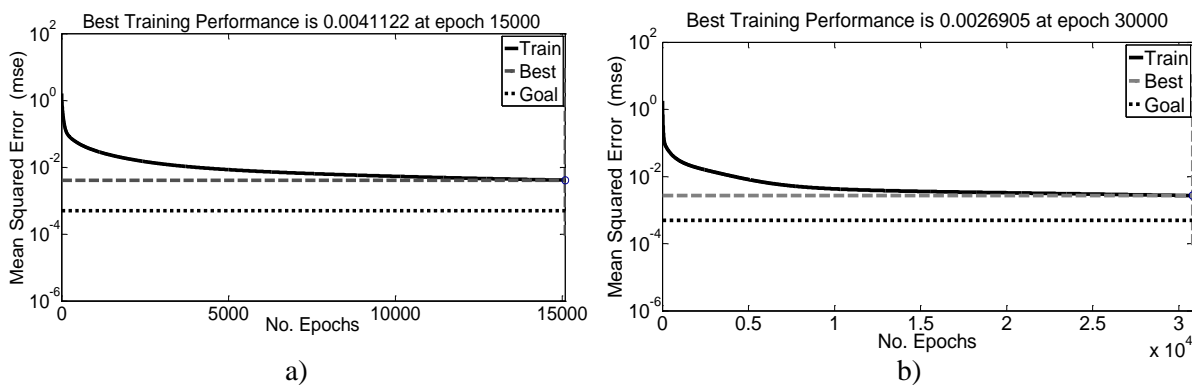 Best Training Performance is 0.0041122 at epoch 15000
10^2
10^0
10^-2
10^-4
10^-6
Mean Squared Error (mse)
Train
Best
Goal
0
5000
10000
15000
No. Epochs
a)
Best Training Performance is 0.0026905 at epoch 30000
10^2
10^0
10^-2
10^-4
10^-6
Mean Squared Error (mse)
Train
Best
Goal
0
0.5
1
1.5
2
2.5
3
x 10^4
No. Epochs
b)